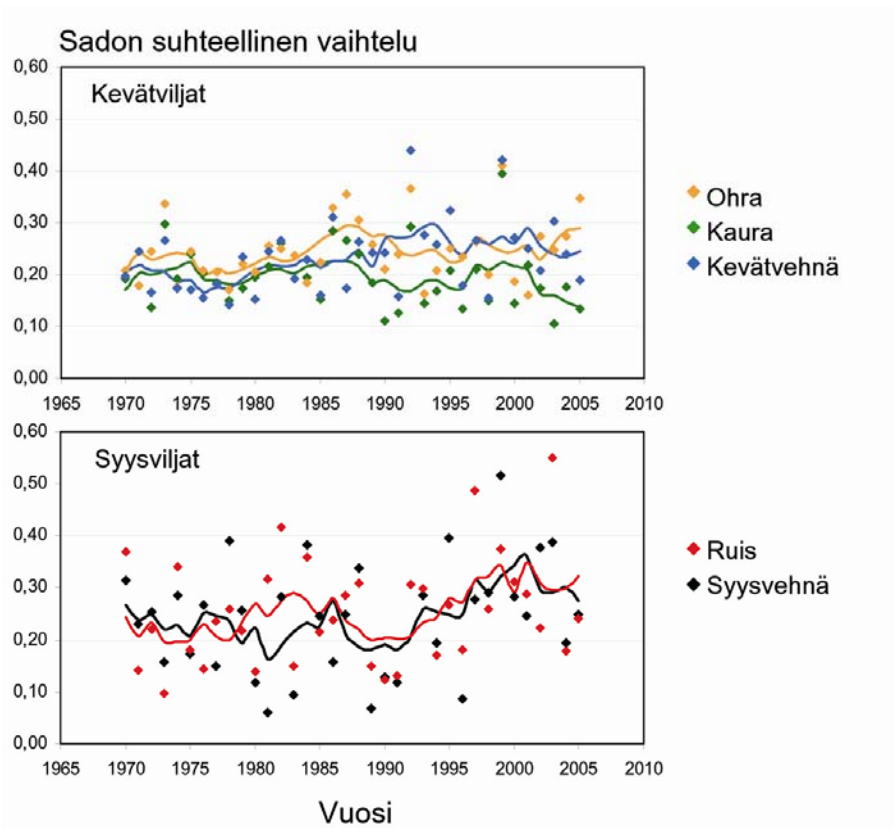 Sadon suhteellinen vaihtelu
0,60
Kevätviljat
0,50
0,40
0,30
0,20
0,10
0,00
1965 1970 1975 1980 1985 1990 1995 2000 2005 2010
Ohra
Kaura
Kevätvehnä
0,60
Syysviljat
0,50
0,40
0,30
0,20
0,10
0,00
1965 1970 1975 1980 1985 1990 1995 2000 2005 2010
Ruis
Syysvehnä
Vuosi